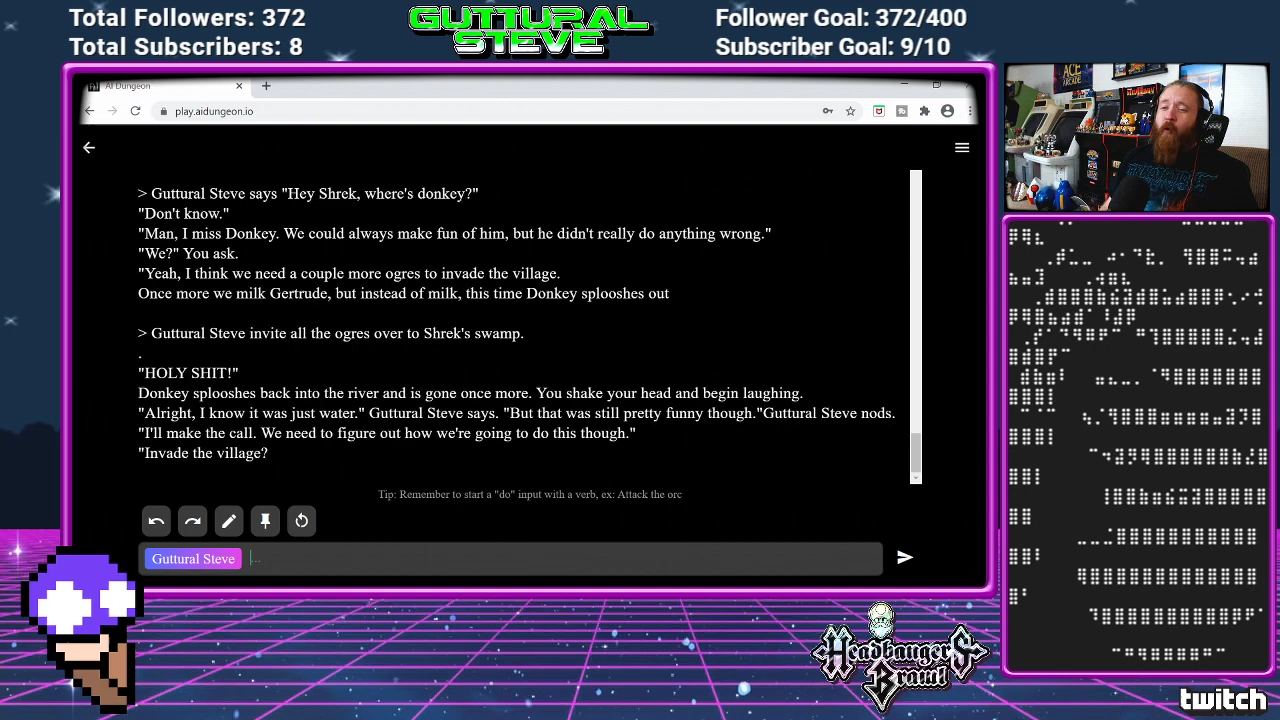 Total Followers: 372
Total Subscribers: 8
GUTTURAL
STEVE
Follower Goal: 372/400
Subscriber Goal: 9/10
AI Dungeon
play.aidungeon.io
> Guttural Steve says "Hey Shrek, where's donkey?"
"Don't know."
"Man, I miss Donkey. We could always make fun of him, but he didn't really do anything wrong."
"We?" You ask.
"Yeah, I think we need a couple more ogres to invade the village.
Once more we milk Gertrude, but instead of milk, this time Donkey splooshes out
> Guttural Steve invite all the ogres over to Shrek's swamp.
.
"HOLY SHIT!"
Donkey splooshes back into the river and is gone once more. You shake your head and begin laughing.
"Alright, I know it was just water." Guttural Steve says. "But that was still pretty funny though."Guttural Steve nods.
"I'll make the call. We need to figure out how we're going to do this though."
"Invade the village?
Tip: Remember to start a "do" input with a verb, ex: Attack the orc
Guttural Steve ...
Headbangers
Brawl
twitch